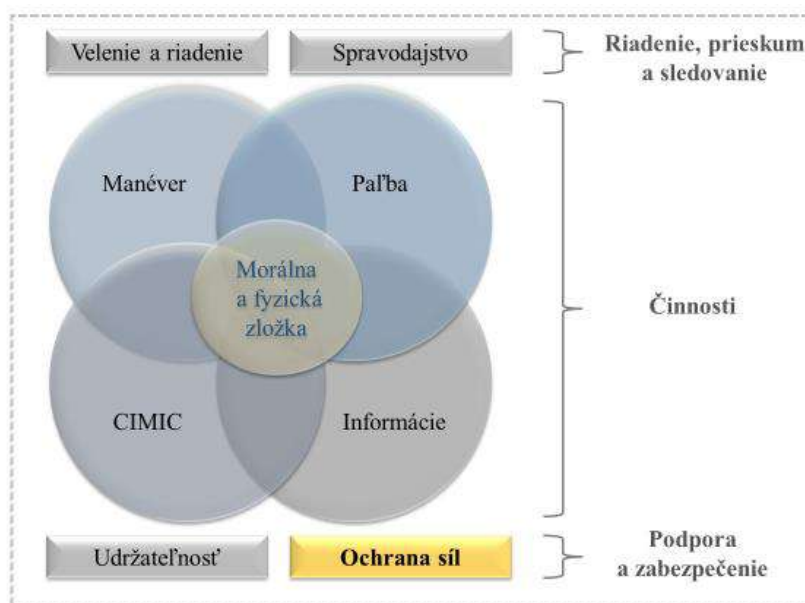 Velenie a riadenie
Spravodajstvo
Riadenie, prieskum
a sledovanie
Manéver
Paľba
Morálna
a fyzická
zložka
Činnosti
CIMIC
Informácie
Udržateľnosť
Ochrana síl
Podpora
a zabezpečenie